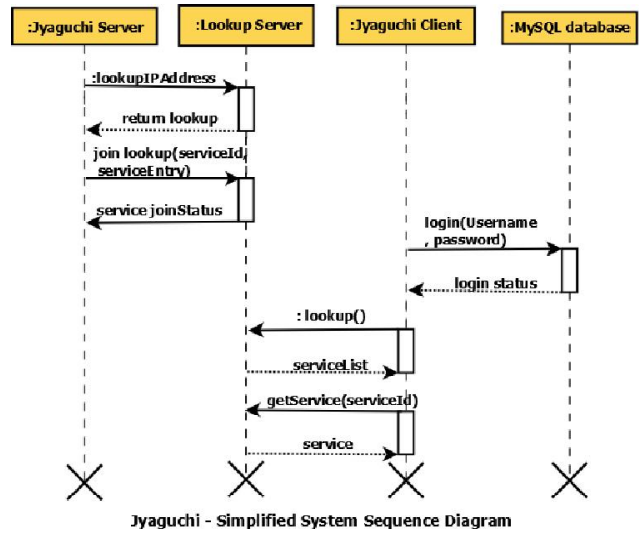 :Jyaguchi Server
:Lookup Server
:Jyaguchi Client
:MySQL database
:lookupIPAddress
return lookup
join lookup(serviceId,
serviceEntry)
service joinStatus
login(Username
, password)
login status
: lookup()
serviceList
getService(serviceId)
service
Jyaguchi - Simplified System Sequence Diagram